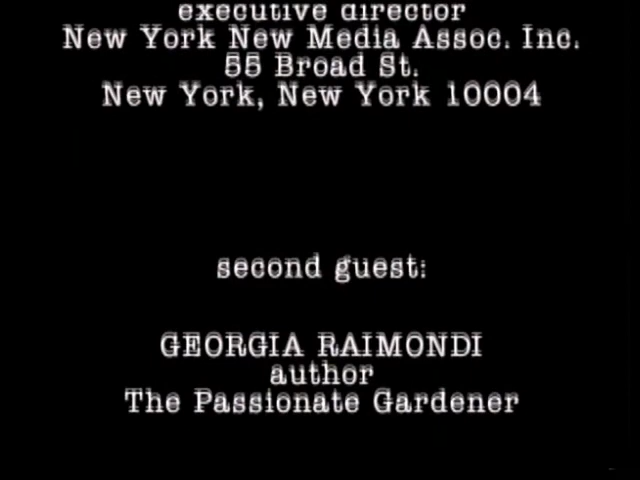 executive director
New York New Media Assoc. Inc.
55 Broad St.
New York, New York 10004
second guest:
GEORGIA RAIMONDI
author
The Passionate Gardener